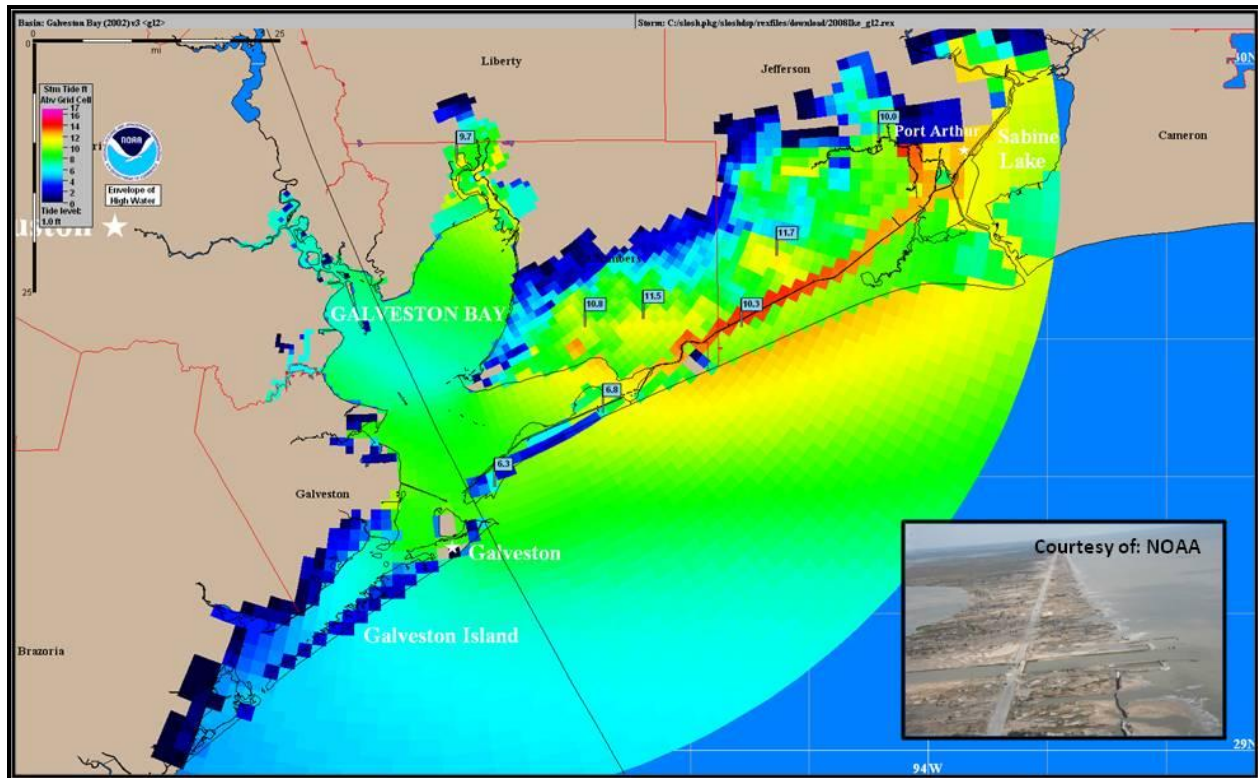 Basin: Galveston Bay (2002) v3 <gl2>
Storm: C:/slosh.pkg/sloshdsp/rexfiles/download/2008Ike_gl2.rex
0
25
mi
Liberty
Jefferson
30N
Stm Tide ft
Abv Grid Cell
17
16
14
12
10
8
6
4
2
0
Tide level:
1.0 ft
NOAA
Envelope of
High Water
9.7
10.0
Port Arthur
Sabine
Lake
Cameron
uston
11.7
25
GALVESTON BAY
10.8
11.5
10.3
6.8
6.3
Galveston
Galveston
Courtesy of: NOAA
Galveston Island
Brazoria
29N
94W